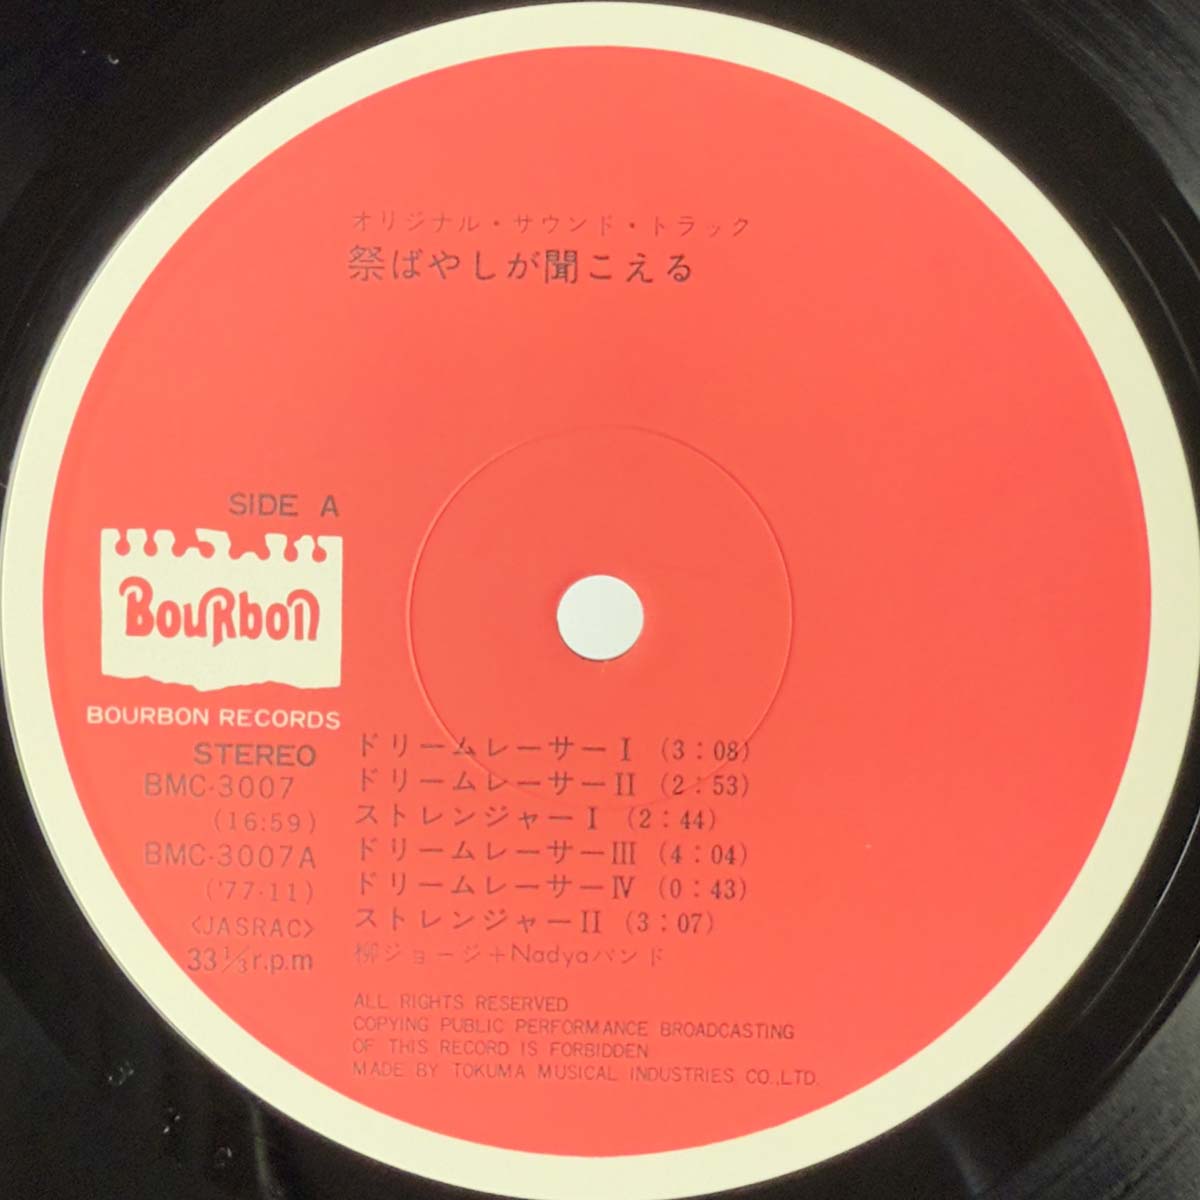 オリジナル・サウンド・トラック
祭ばやしが聞こえる
SIDE A
BouRbon
BOURBON RECORDS
STEREO
BMC-3007
(16:59)
BMC-3007A
('77-11)
<JASRAC>
33 1/3 r.p.m
ドリームレーサーⅠ (3:08)
ドリームレーサーⅡ (2:53)
ストレンジャーⅠ (2:44)
ドリームレーサーⅢ (4:04)
ドリームレーサーⅣ (0:43)
ストレンジャーⅡ (3:07)
柳ジョージ+Nadyaバンド
ALL RIGHTS RESERVED
COPYING PUBLIC PERFORMANCE BROADCASTING
OF THIS RECORD IS FORBIDDEN
MADE BY TOKUMA MUSICAL INDUSTRIES CO.,LTD.